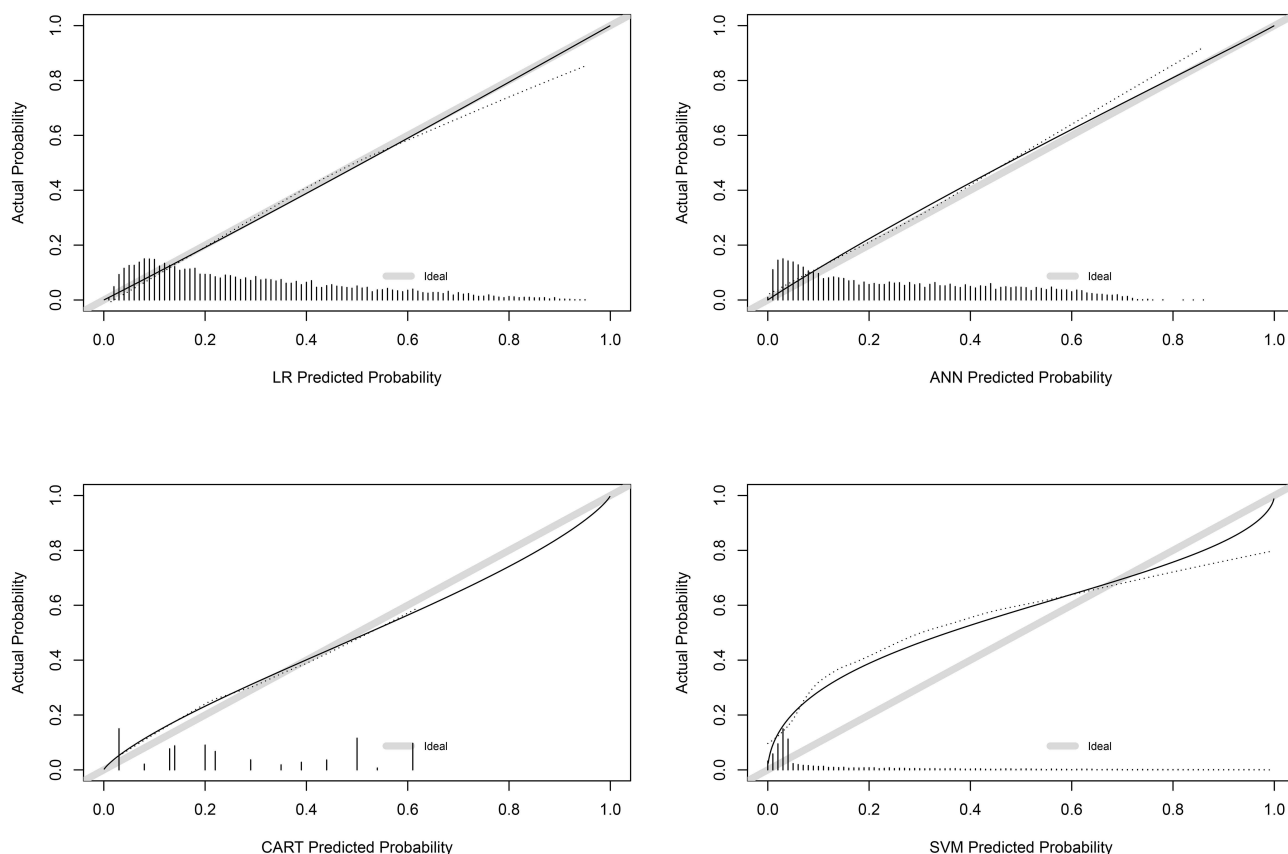 1.0
0.8
0.6
0.4
0.2
0.0
Actual Probability
Ideal
0.0 0.2 0.4 0.6 0.8 1.0
LR Predicted Probability
1.0
0.8
0.6
0.4
0.2
0.0
Actual Probability
Ideal
0.0 0.2 0.4 0.6 0.8 1.0
ANN Predicted Probability
1.0
0.8
0.6
0.4
0.2
0.0
Actual Probability
Ideal
0.0 0.2 0.4 0.6 0.8 1.0
CART Predicted Probability
1.0
0.8
0.6
0.4
0.2
0.0
Actual Probability
Ideal
0.0 0.2 0.4 0.6 0.8 1.0
SVM Predicted Probability